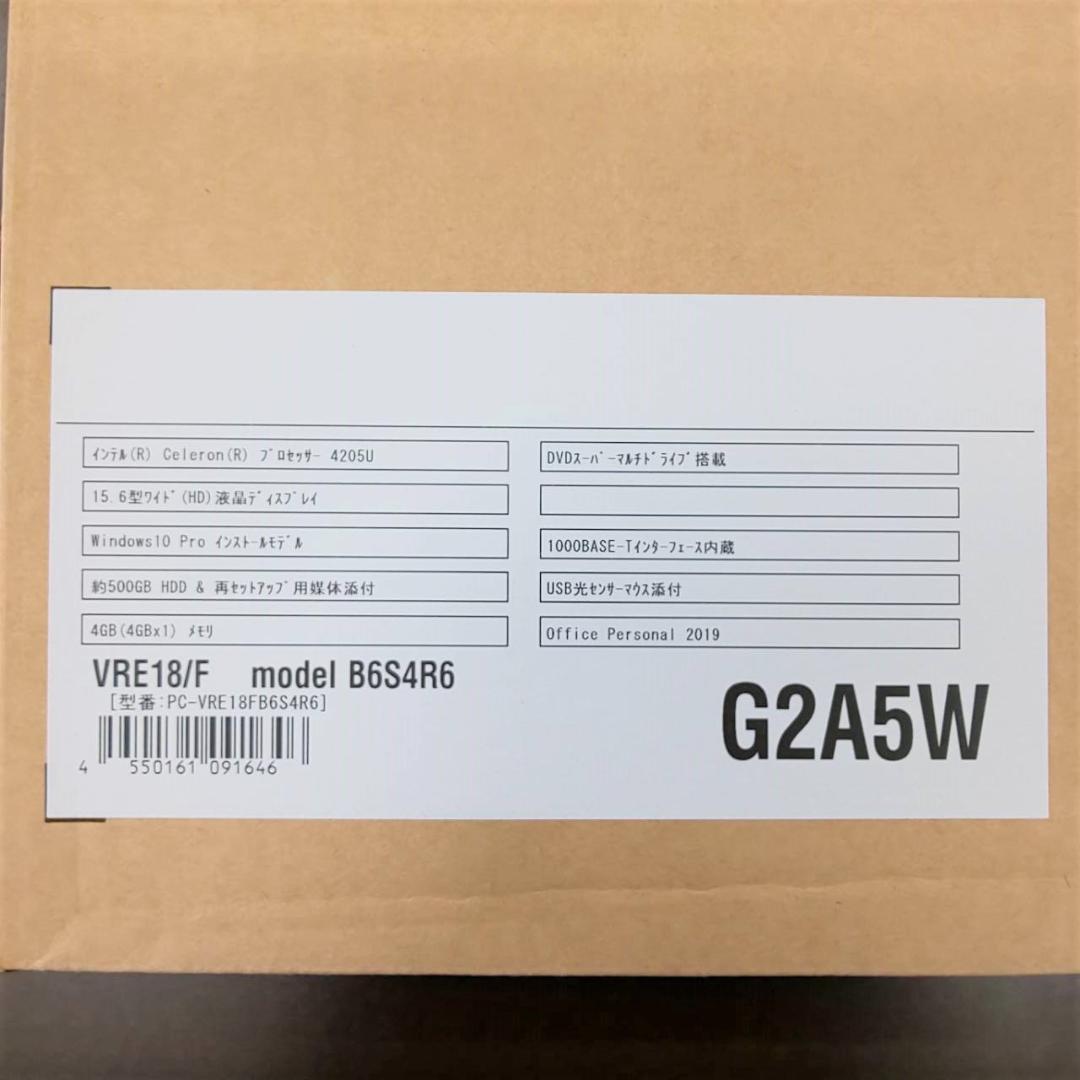 ｲﾝﾃﾙ(R) Celeron(R) ﾌﾟﾛｾｯｻｰ 4205U
15.6型ﾜｲﾄﾞ(HD)液晶ﾃﾞｨｽﾌﾟﾚｲ
Windows10 Pro ｲﾝｽﾄｰﾙﾓﾃﾞﾙ
約500GB HDD & 再ｾｯﾄｱｯﾌﾟ用媒体添付
4GB(4GBx1) ﾒﾓﾘ
DVDｽｰﾊﾟｰﾏﾙﾁﾄﾞﾗｲﾌﾞ搭載
1000BASE-Tｲﾝﾀｰﾌｪｰｽ内蔵
USB光ｾﾝｻｰﾏｳｽ添付
Office Personal 2019
VRE18/F model B6S4R6
[型番:PC-VRE18FB6S4R6]
4 550161 091646
G2A5W